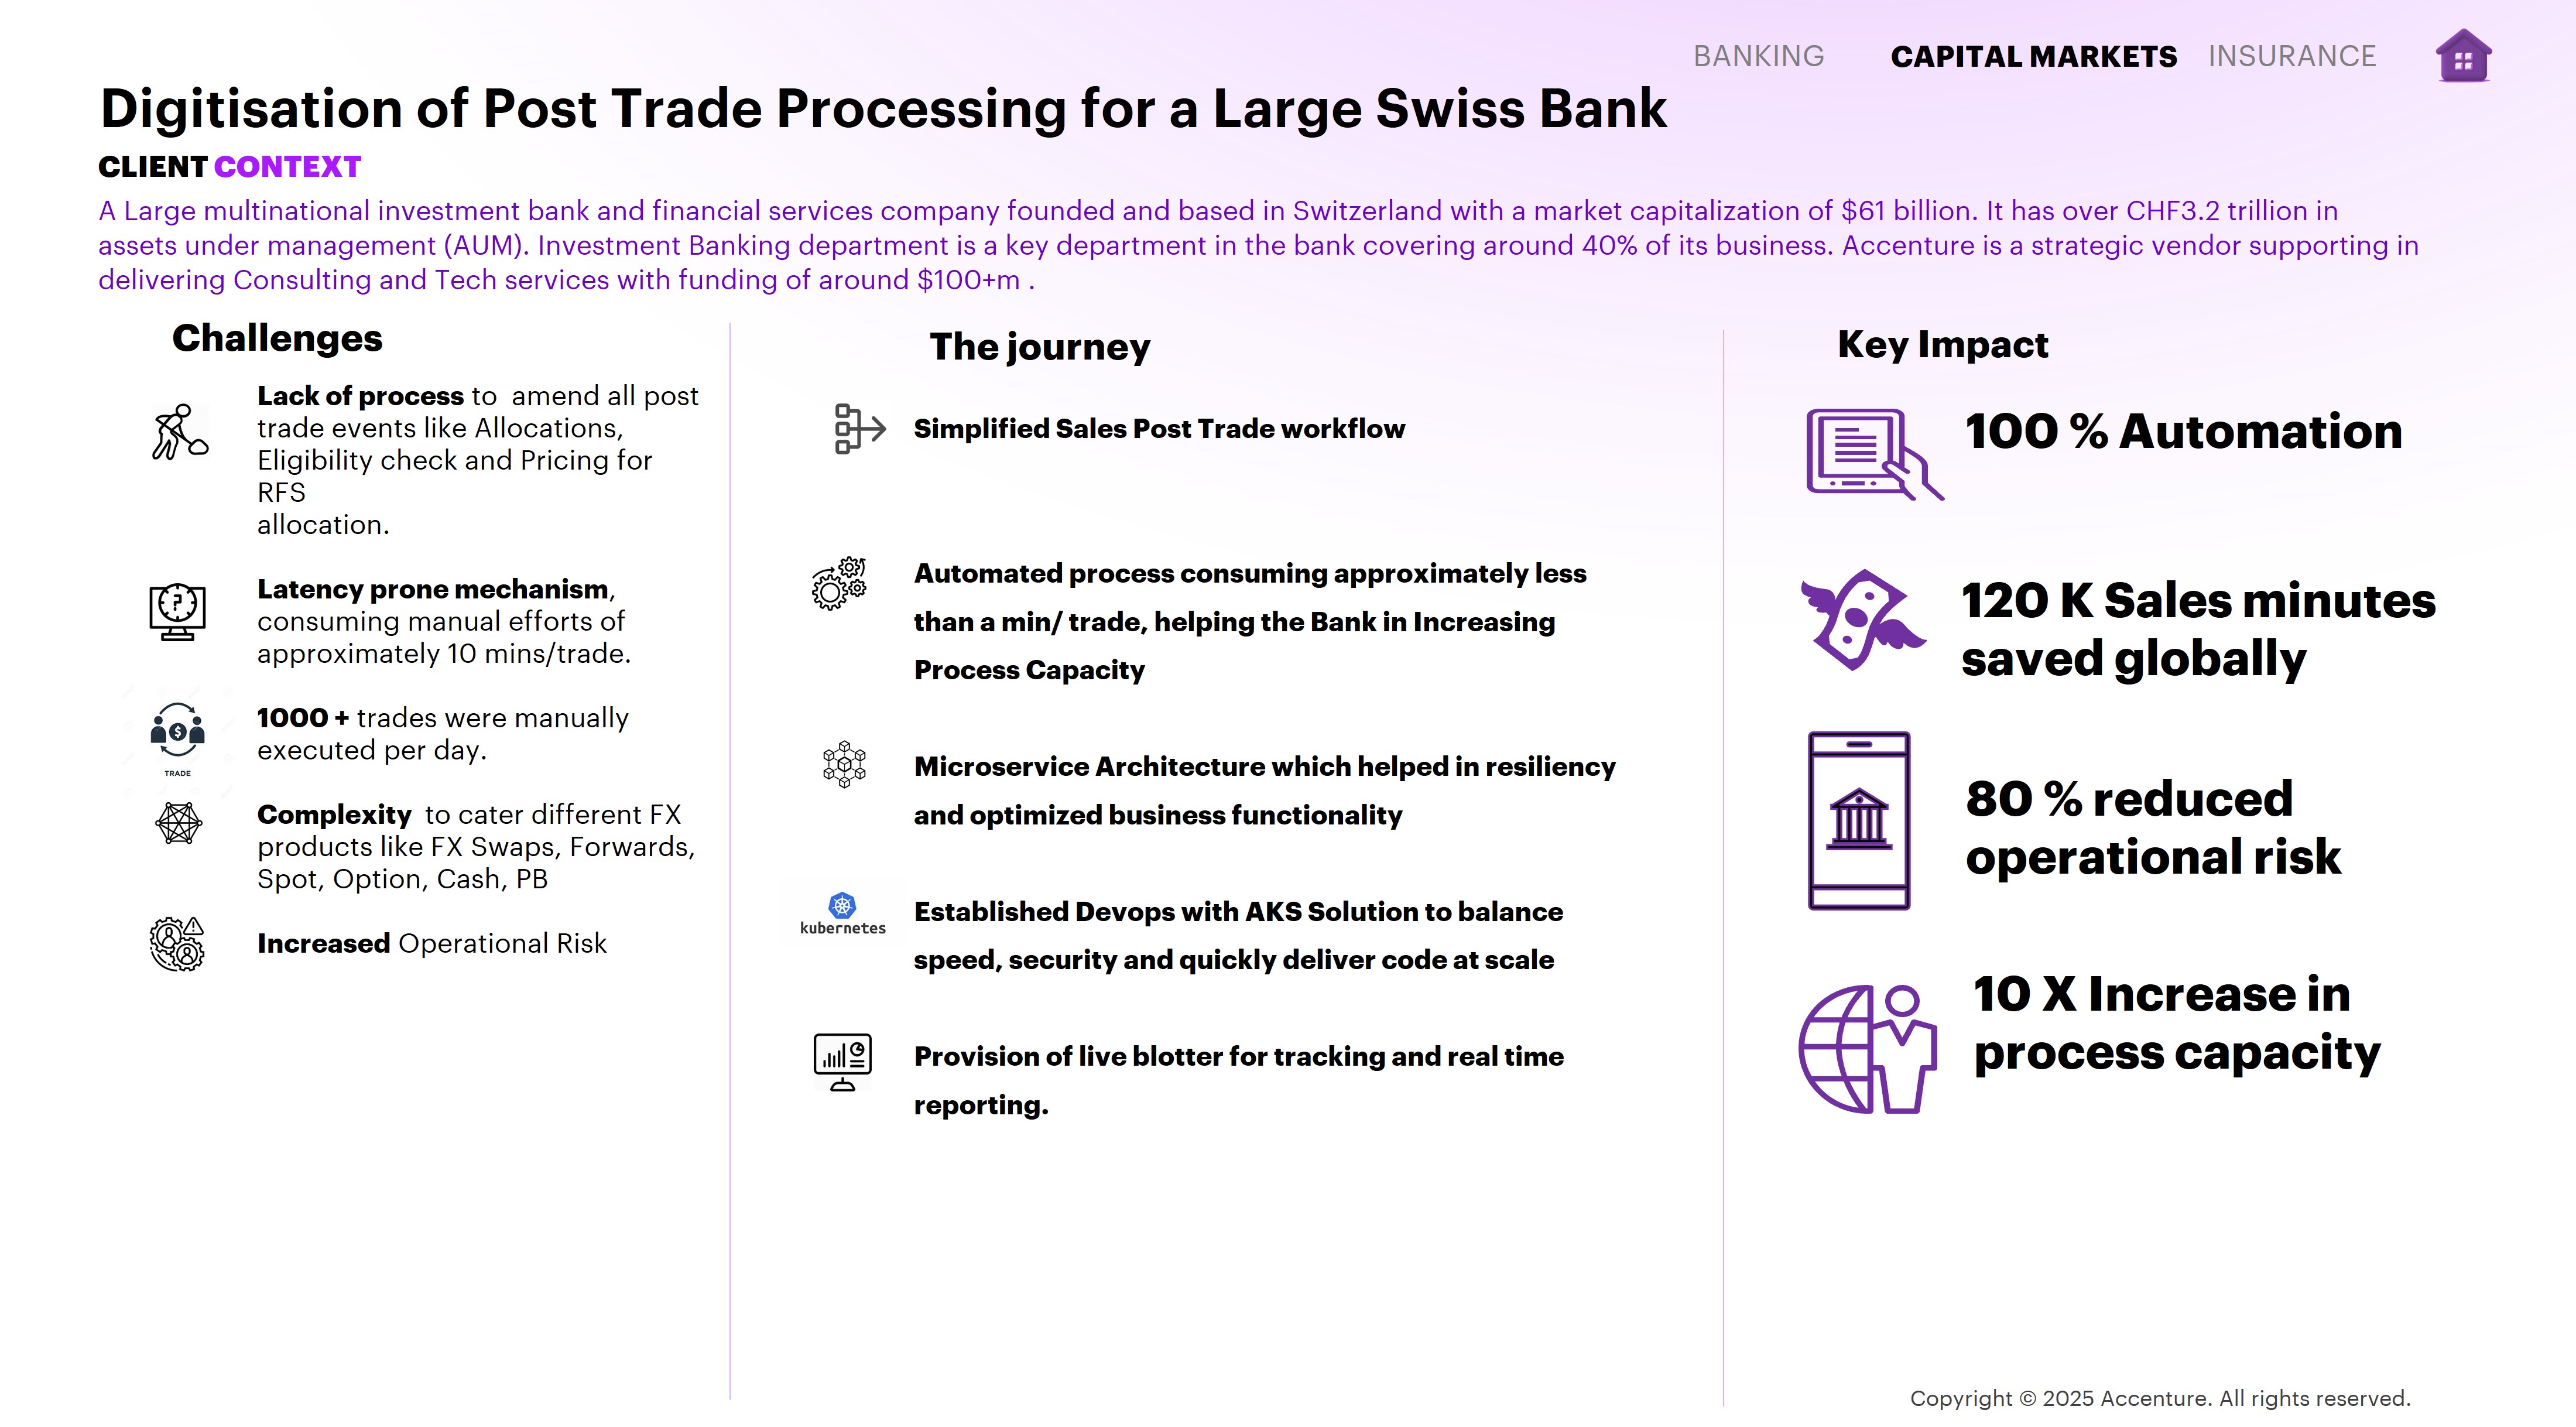 BANKING CAPITAL MARKETS INSURANCE
Digitisation of Post Trade Processing for a Large Swiss Bank
CLIENT CONTEXT
A Large multinational investment bank and financial services company founded and based in Switzerland with a market capitalization of $61 billion. It has over CHF3.2 trillion in
assets under management (AUM). Investment Banking department is a key department in the bank covering around 40% of its business. Accenture is a strategic vendor supporting in
delivering Consulting and Tech services with funding of around $100+m .
Challenges
Lack of process to  amend all post
trade events like Allocations,
Eligibility check and Pricing for
RFS
allocation.
Latency prone mechanism,
consuming manual efforts of
approximately 10 mins/trade.
TRADE
1000 + trades were manually
executed per day.
Complexity  to cater different FX
products like FX Swaps, Forwards,
Spot, Option, Cash, PB
Increased Operational Risk
The journey
Simplified Sales Post Trade workflow
Automated process consuming approximately less
than a min/ trade, helping the Bank in Increasing
Process Capacity
Microservice Architecture which helped in resiliency
and optimized business functionality
kubernetes
Established Devops with AKS Solution to balance
speed, security and quickly deliver code at scale
Provision of live blotter for tracking and real time
reporting.
Key Impact
100 % Automation
120 K Sales minutes
saved globally
80 % reduced
operational risk
10 X Increase in
process capacity
Copyright © 2025 Accenture. All rights reserved.